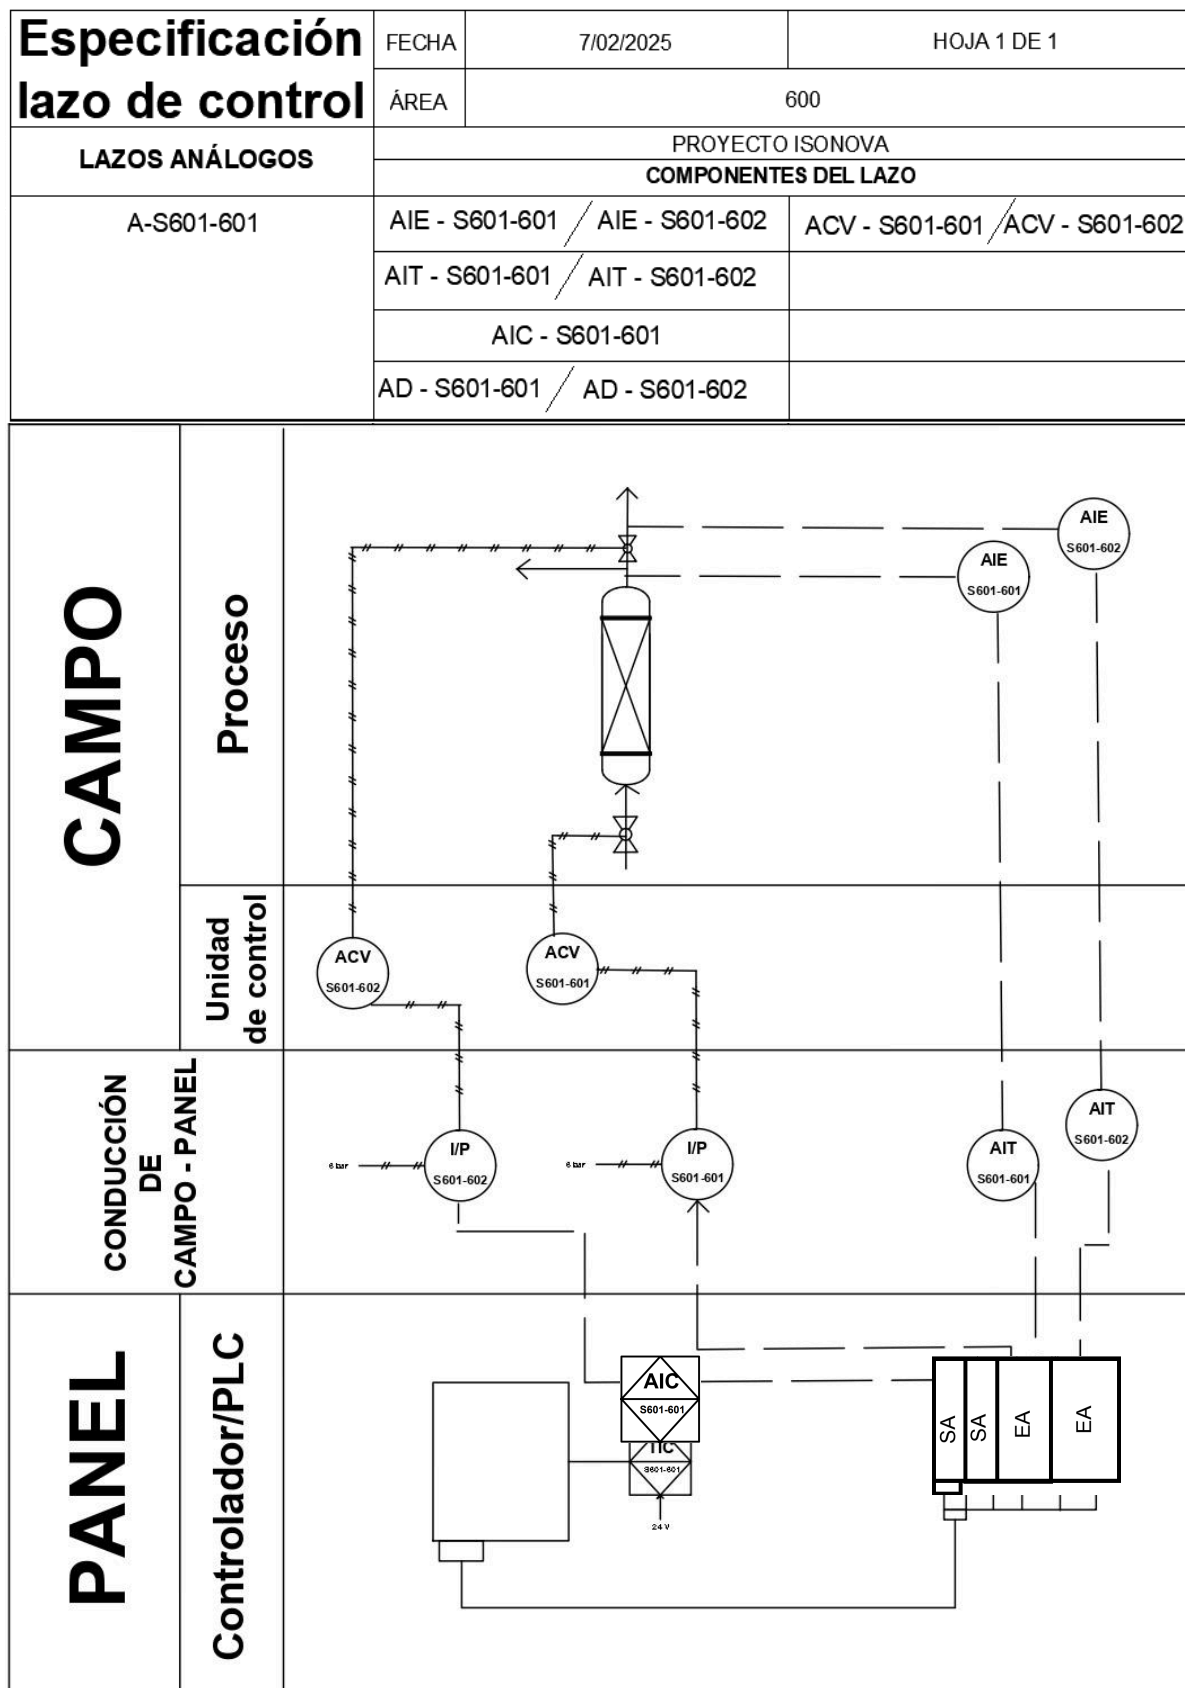 Especificación
lazo de control
FECHA
7/02/2025
HOJA 1 DE 1
ÁREA
600
LAZOS ANÁLOGOS
PROYECTO ISONOVA
COMPONENTES DEL LAZO
A-S601-601
AIE - S601-601 / AIE - S601-602
ACV - S601-601 / ACV - S601-602
AIT - S601-601 / AIT - S601-602
AIC - S601-601
AD - S601-601 / AD - S601-602
CAMPO
Proceso
AIE
S601-602
AIE
S601-601
Unidad
de control
ACV
S601-602
ACV
S601-601
CONDUCCIÓN
DE
CAMPO - PANEL
6 bar
I/P
S601-602
6 bar
I/P
S601-601
AIT
S601-601
AIT
S601-602
PANEL
Controlador/PLC
AIC
S601-601
TIC
S601-601
24 V
SA
SA
EA
EA